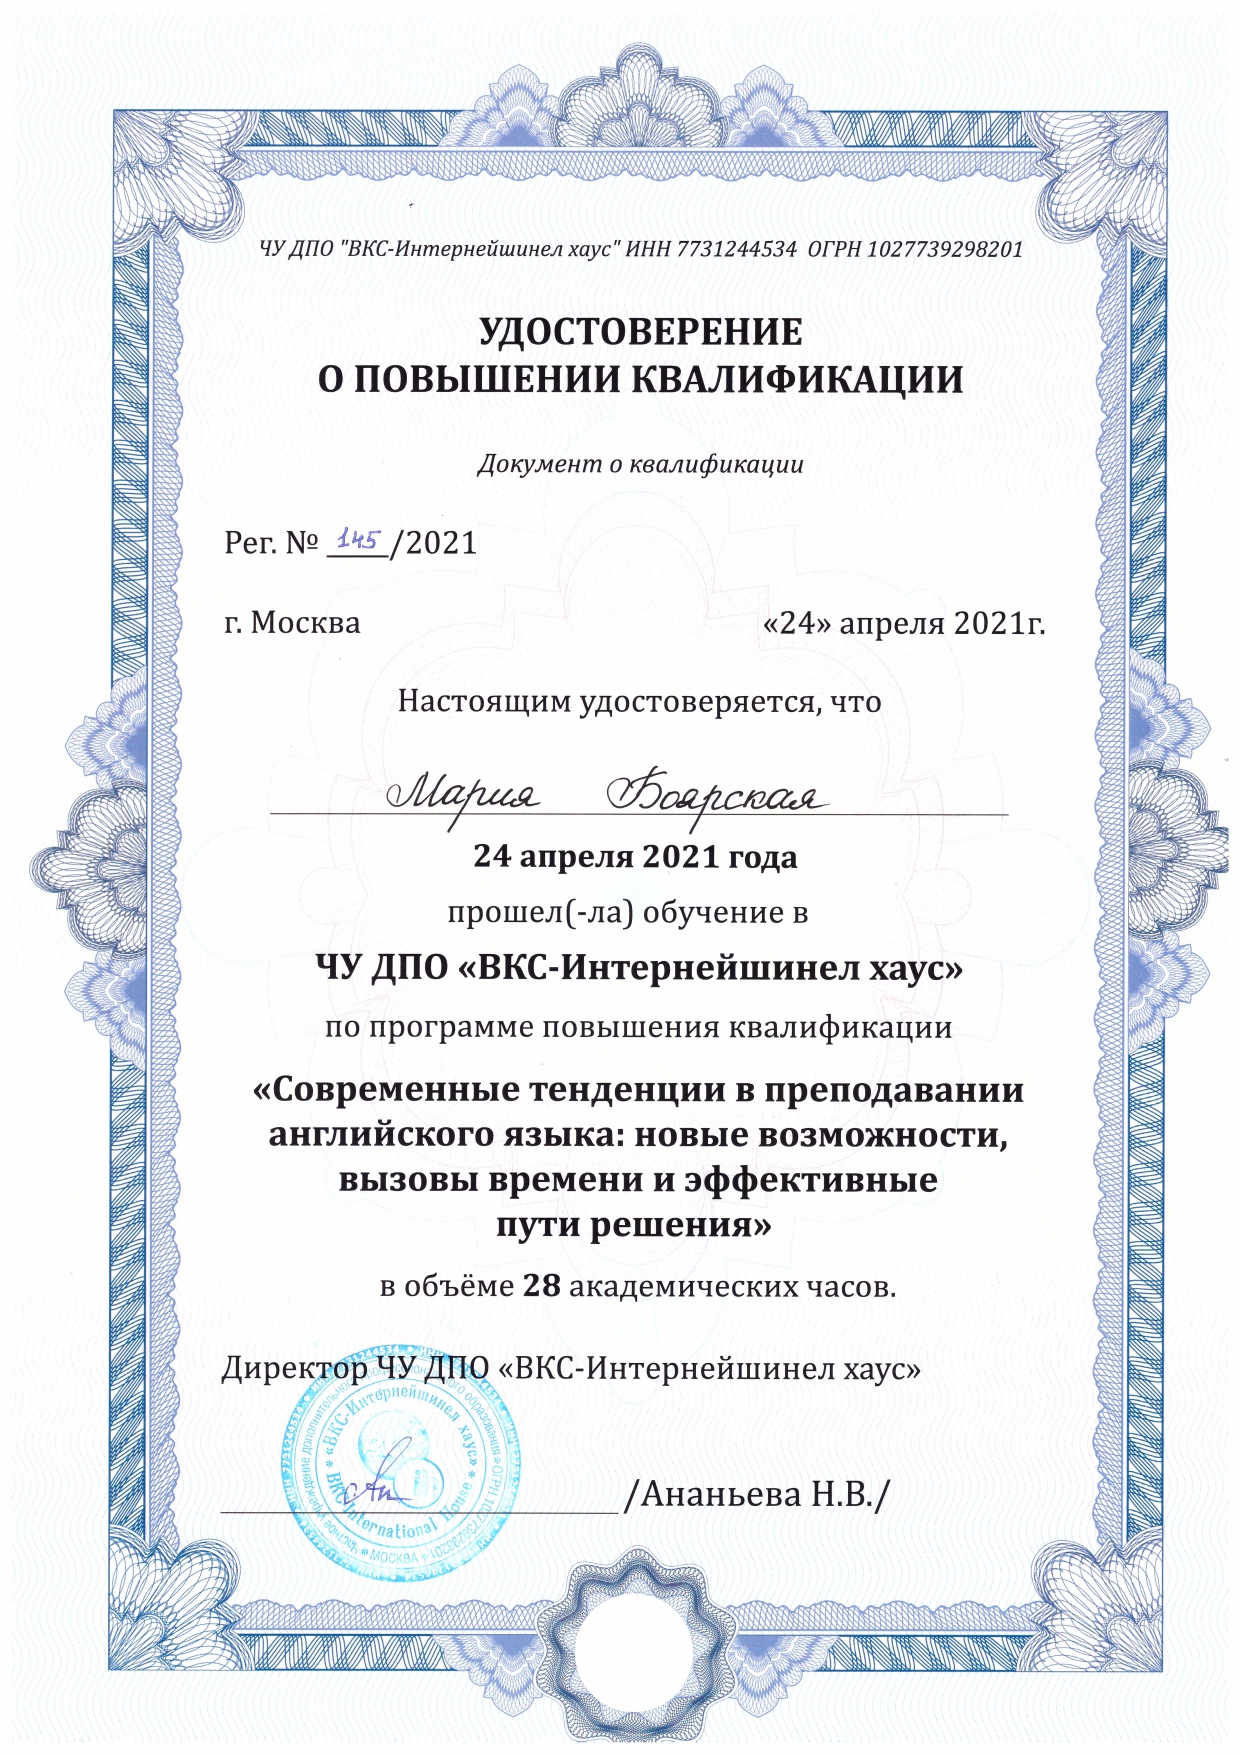 ЧУ ДПО "ВКС-Интернейшинел хаус" ИНН 7731244534 ОГРН 1027739298201
УДОСТОВЕРЕНИЕ
О ПОВЫШЕНИИ КВАЛИФИКАЦИИ
Документ о квалификации
Рег. № 145/2021
г. Москва «24» апреля 2021г.
Настоящим удостоверяется, что
Мария Боярская
24 апреля 2021 года
прошел(-ла) обучение в
ЧУ ДПО «ВКС-Интернейшинел хаус»
по программе повышения квалификации
«Современные тенденции в преподавании
английского языка: новые возможности,
вызовы времени и эффективные
пути решения»
в объёме 28 академических часов.
Директор ЧУ ДПО «ВКС-Интернейшинел хаус»
/Ананьева Н.В./
«ВКС-Интернейшинел хаус»
ВКС-International House
МОСКВА